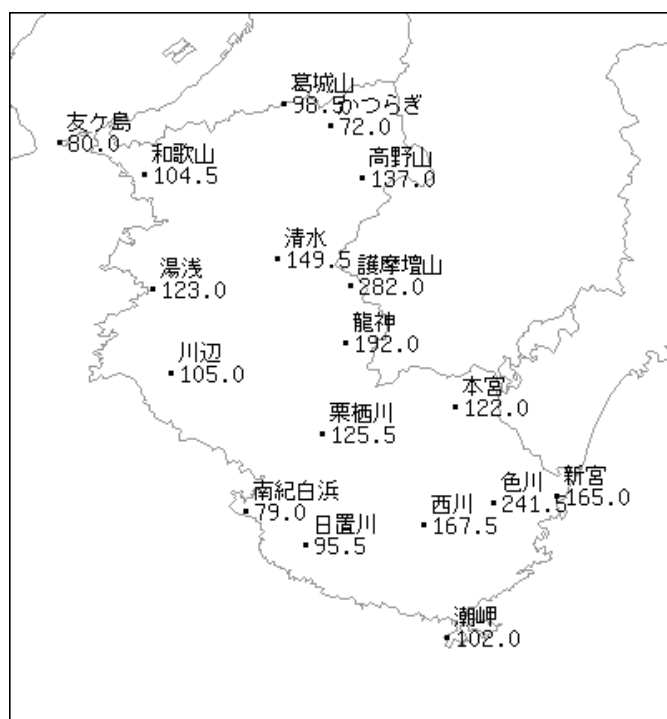 葛城山
98.5
かつらぎ
72.0
友ケ島
80.0
和歌山
104.5
高野山
137.0
清水
149.5
護摩壇山
282.0
湯浅
123.0
龍神
192.0
川辺
105.0
本宮
122.0
栗栖川
125.5
新宮
165.0
色川
241.5
南紀白浜
79.0
西川
167.5
日置川
95.5
潮岬
102.0